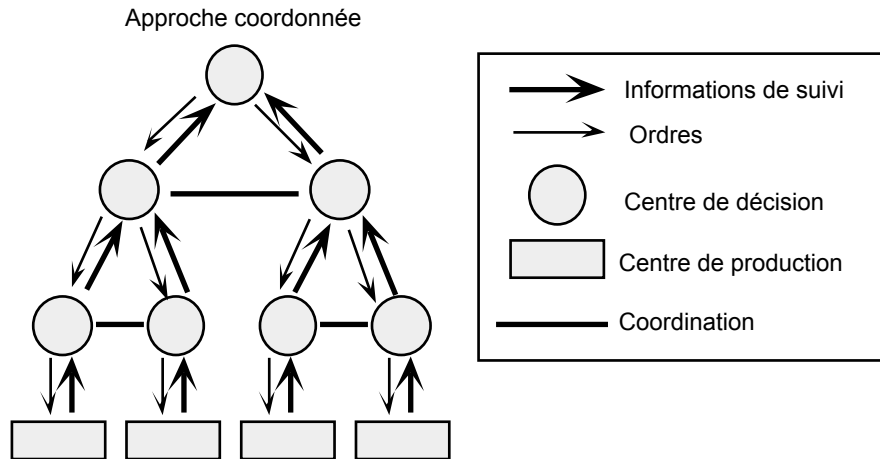 Approche coordonnée
Informations de suivi
Ordres
Centre de décision
Centre de production
Coordination